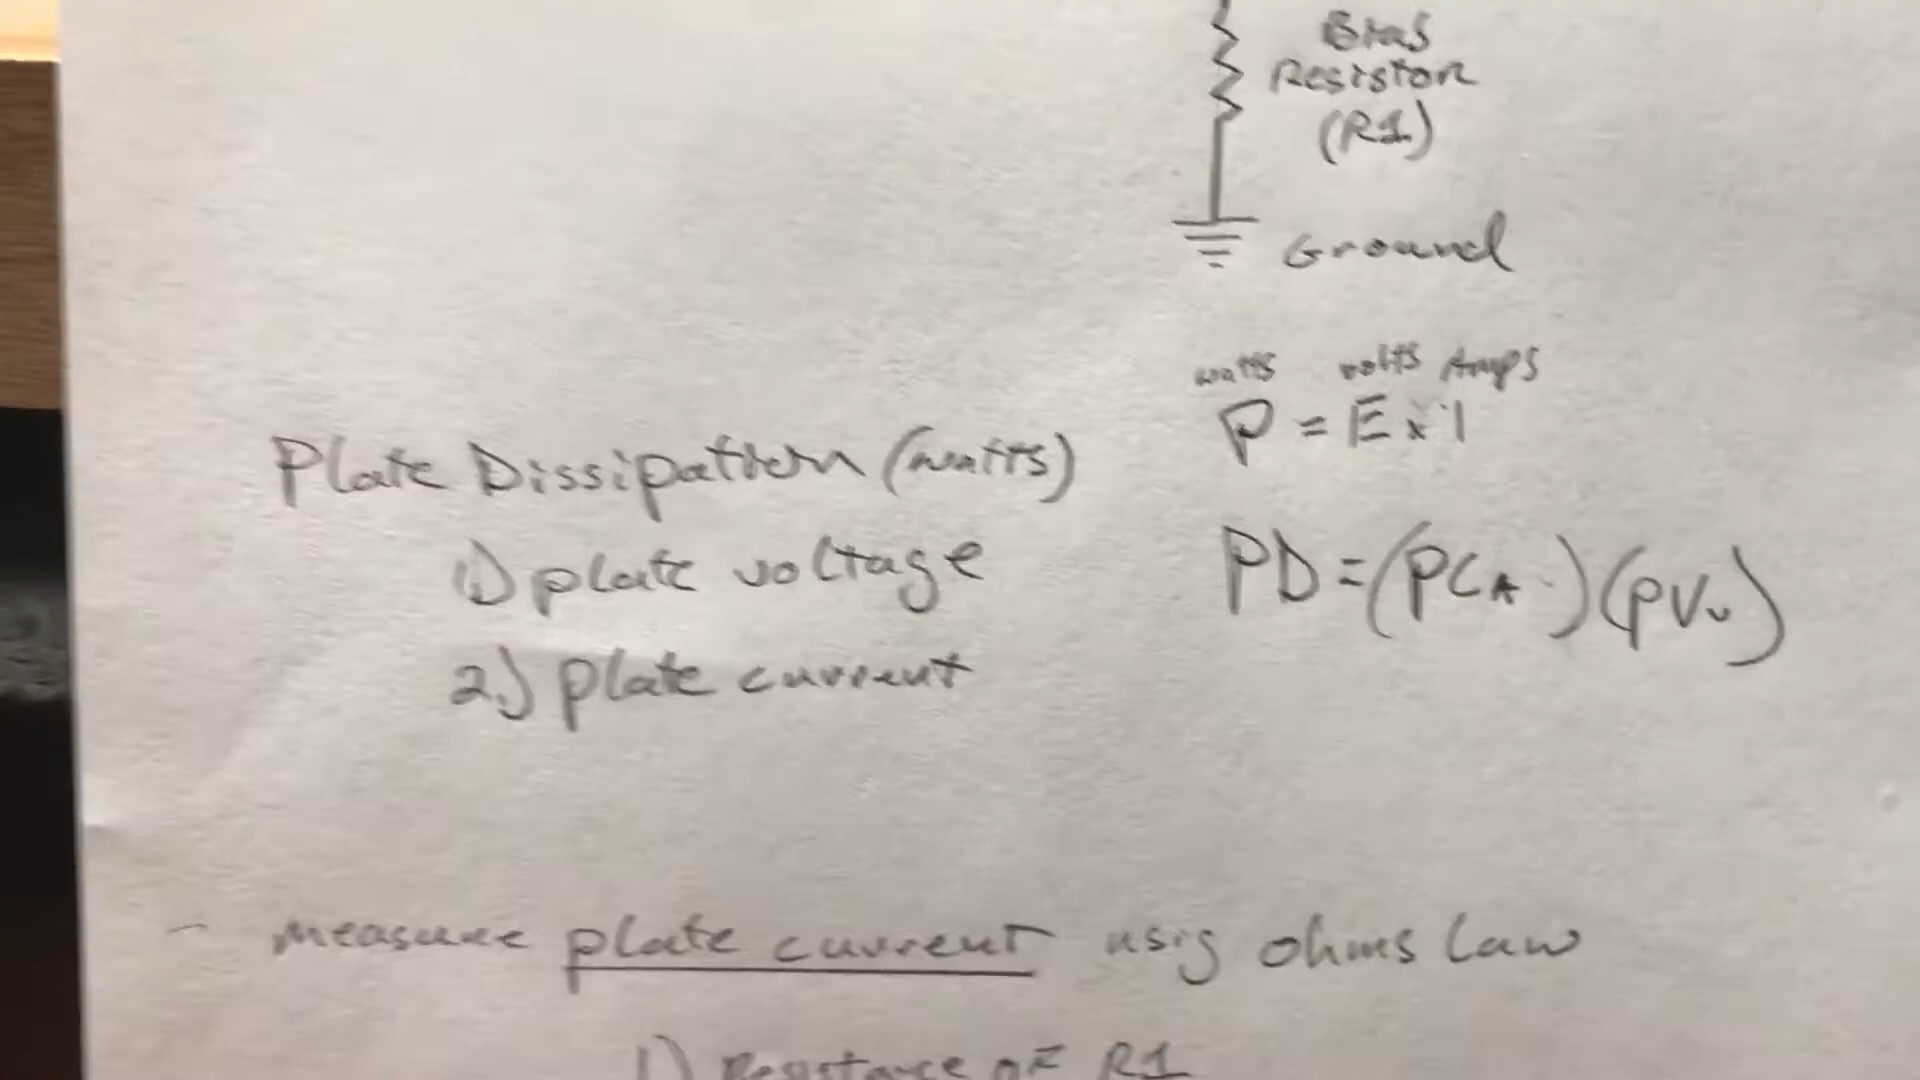 Bias
Resistor
(R1)
Ground
watts volts Amps
P = E x I
Plate Dissipation (watts)
PD = (PCA)(PVv)
1) plate voltage
2.) plate current
- measure plate current usig ohms law
1) Resistance of R1